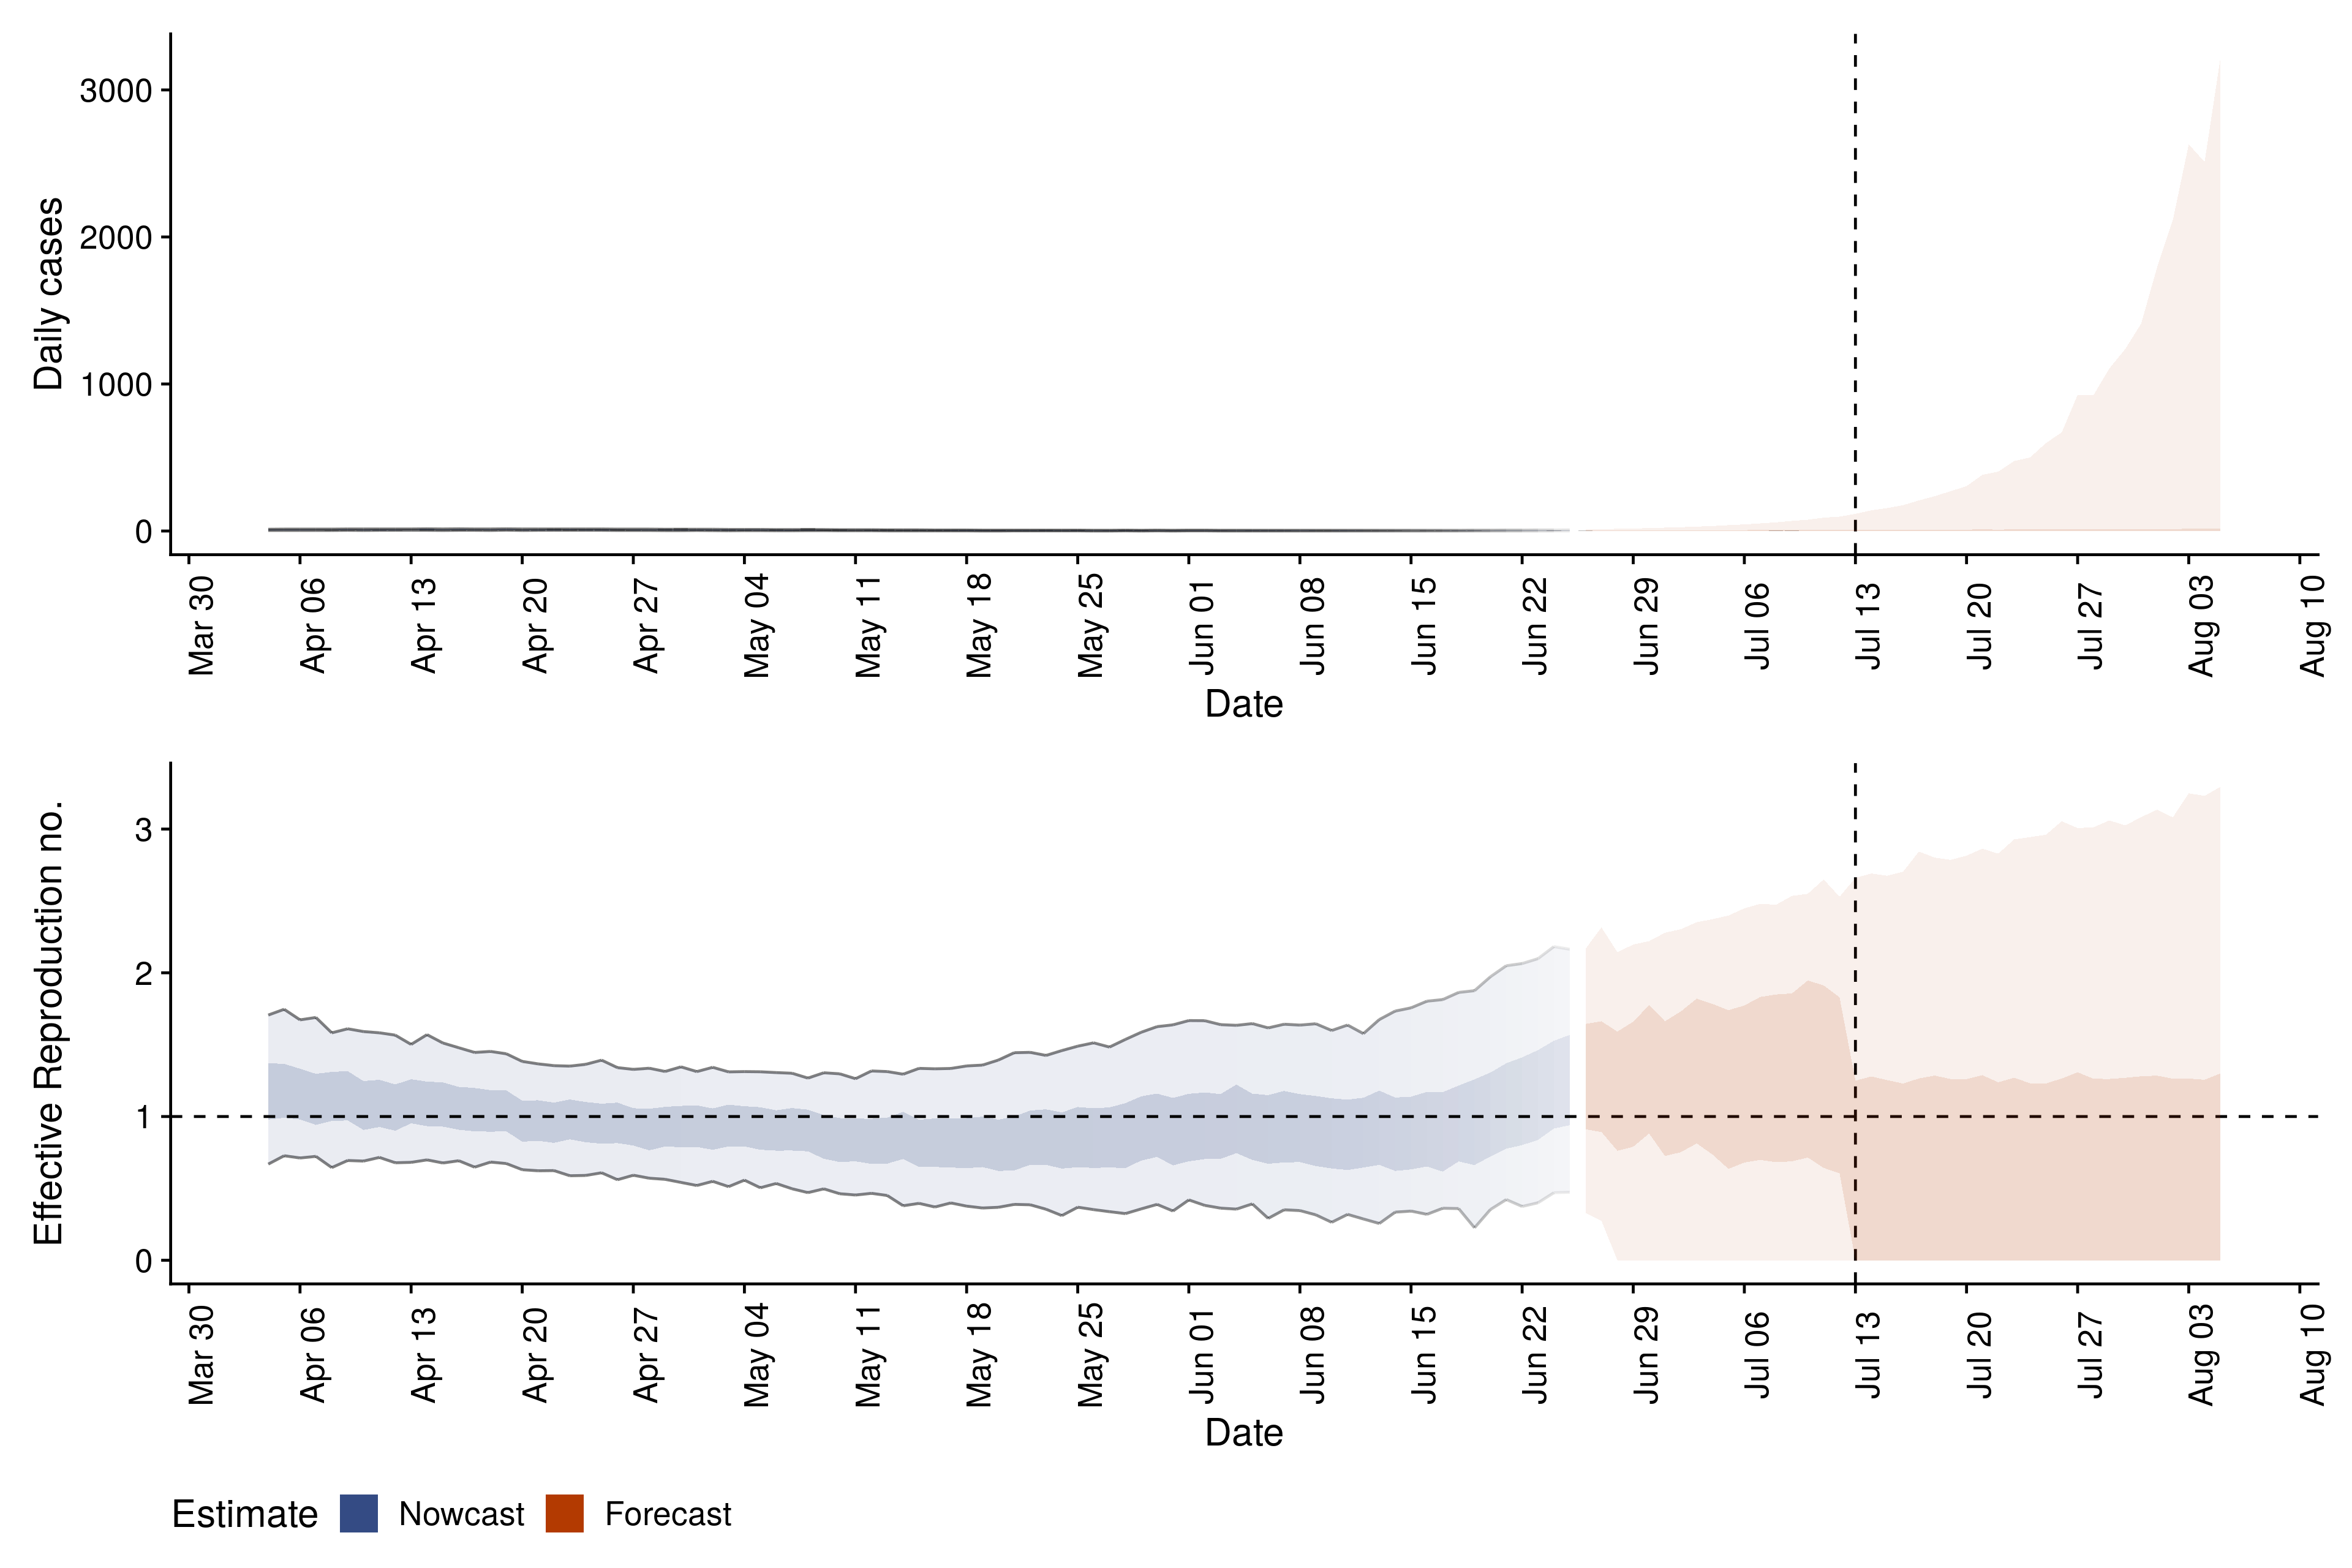 Daily cases
3000
2000
1000
0
Mar 30 Apr 06 Apr 13 Apr 20 Apr 27 May 04 May 11 May 18 May 25 Jun 01 Jun 08 Jun 15 Jun 22 Jun 29 Jul 06 Jul 13 Jul 20 Jul 27 Aug 03 Aug 10
Date
Effective Reproduction no.
3
2
1
0
Mar 30 Apr 06 Apr 13 Apr 20 Apr 27 May 04 May 11 May 18 May 25 Jun 01 Jun 08 Jun 15 Jun 22 Jun 29 Jul 06 Jul 13 Jul 20 Jul 27 Aug 03 Aug 10
Date
Estimate Nowcast Forecast